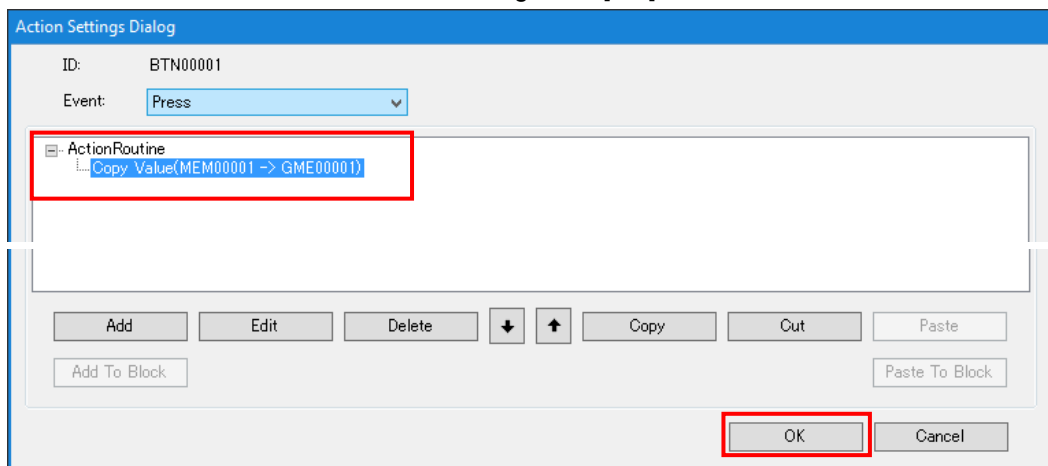 Action Settings Dialog
ID: BTN00001
Event: Press
ActionRoutine
Copy Value(MEM00001 -> GME00001)
Add Edit Delete Copy Cut Paste
Add To Block Paste To Block
OK Cancel